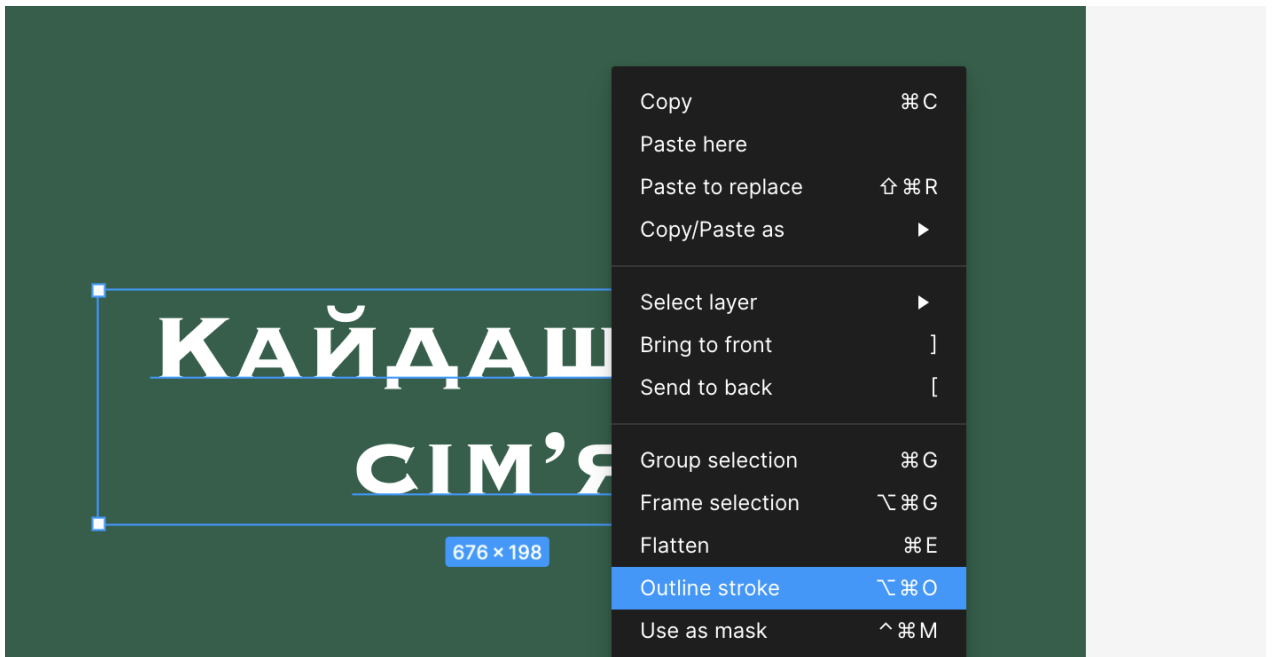 Copy ⌘C
Paste here
Paste to replace ⇧⌘R
Copy/Paste as ▶
Select layer ▶
Bring to front ]
Send to back [
Group selection ⌘G
Frame selection ⌥⌘G
Flatten ⌘E
Outline stroke ⌥⌘O
Use as mask ^⌘M
КАЙДАШ
СІМ’Я
676 × 198